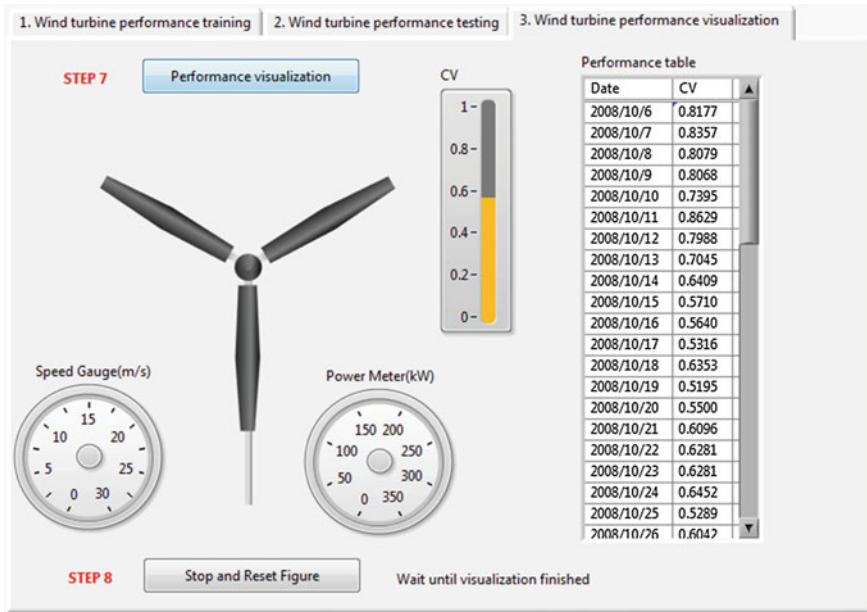 1. Wind turbine performance training
2. Wind turbine performance testing
3. Wind turbine performance visualization
STEP 7
Performance visualization
CV
1
0.8
0.6
0.4
0.2
0
Performance table
Date CV
2008/10/6 0.8177
2008/10/7 0.8357
2008/10/8 0.8079
2008/10/9 0.8068
2008/10/10 0.7395
2008/10/11 0.8629
2008/10/12 0.7988
2008/10/13 0.7045
2008/10/14 0.6409
2008/10/15 0.5710
2008/10/16 0.5640
2008/10/17 0.5316
2008/10/18 0.6353
2008/10/19 0.5195
2008/10/20 0.5500
2008/10/21 0.6096
2008/10/22 0.6281
2008/10/23 0.6281
2008/10/24 0.6452
2008/10/25 0.5289
2008/10/26 0.6042
Speed Gauge(m/s)
0 5 10 15 20 25 30
Power Meter(kW)
0 50 100 150 200 250 300 350
STEP 8
Stop and Reset Figure
Wait until visualization finished